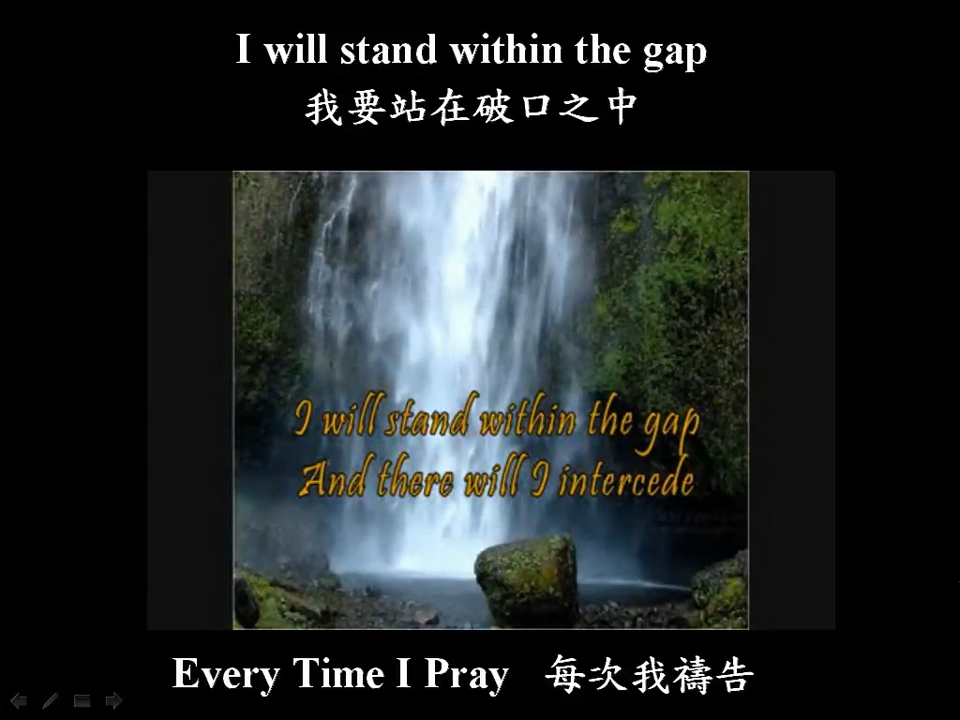 I will stand within the gap
我要站在破口之中
I will stand within the gap
And there will I intercede
Every Time I Pray 每次我禱告